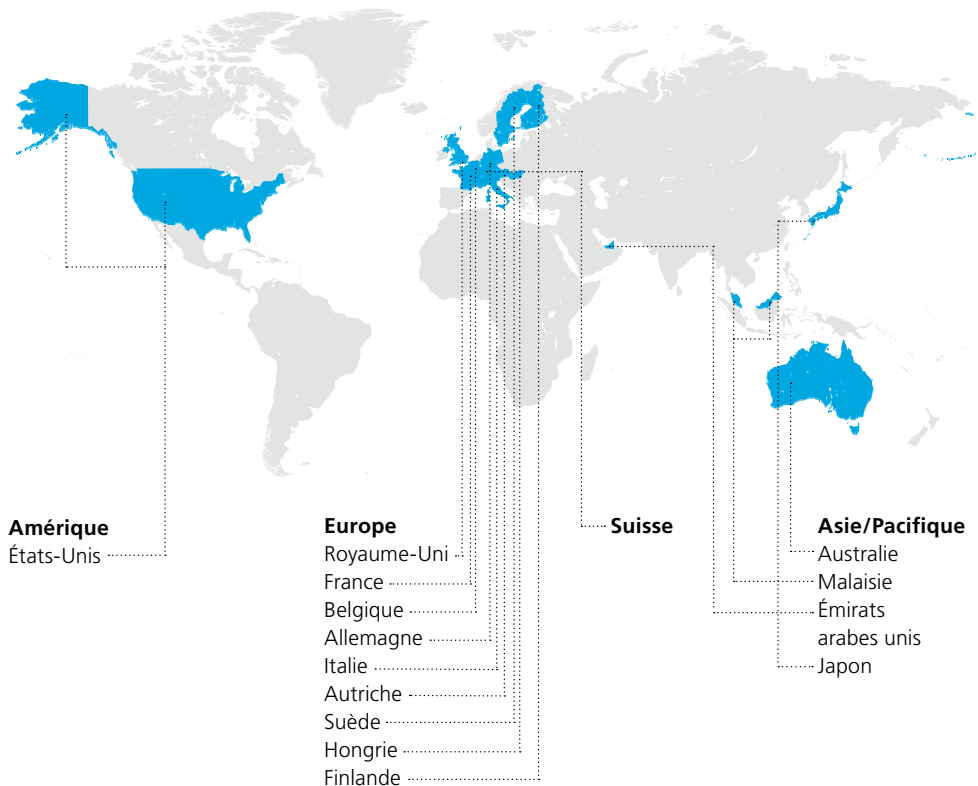 Amérique
États-Unis
Europe
Royaume-Uni
France
Belgique
Allemagne
Italie
Autriche
Suède
Hongrie
Finlande
Suisse
Asie/Pacifique
Australie
Malaisie
Émirats
arabes unis
Japon